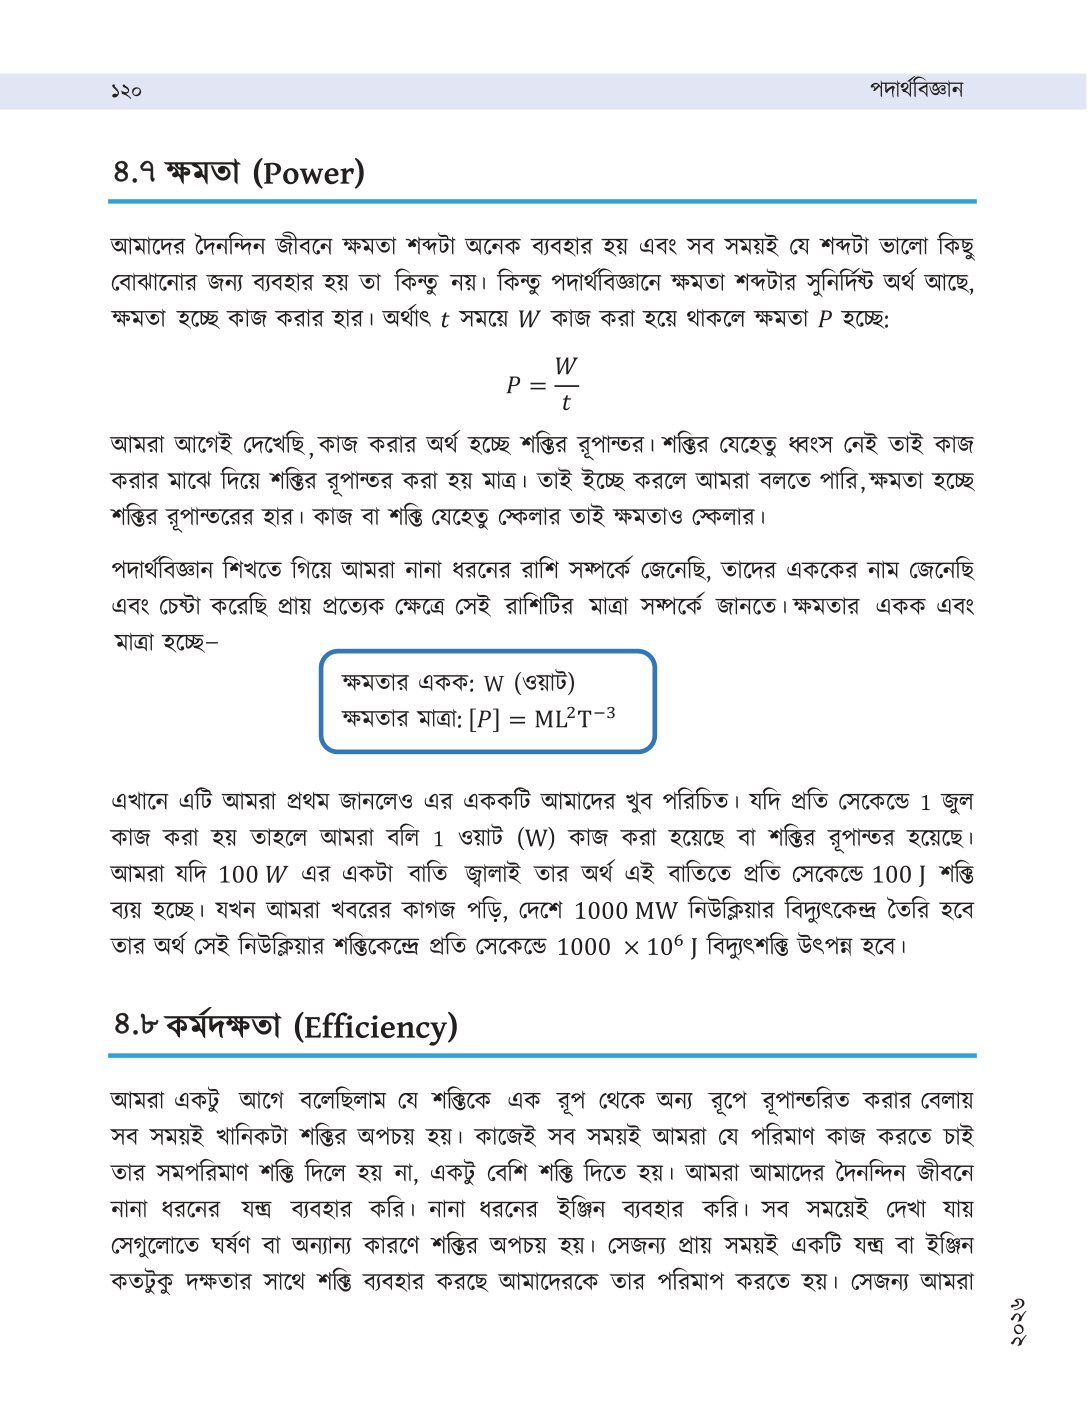 ১২০
পদার্থবিজ্ঞান
৪.৭ ক্ষমতা (Power)
আমাদের দৈনন্দিন জীবনে ক্ষমতা শব্দটা অনেক ব্যবহার হয় এবং সব সময়ই যে শব্দটা ভালো কিছু
বোঝানোর জন্য ব্যবহার হয় তা কিন্তু নয়। কিন্তু পদার্থবিজ্ঞানে ক্ষমতা শব্দটার সুনির্দিষ্ট অর্থ আছে,
ক্ষমতা হচ্ছে কাজ করার হার। অর্থাৎ t সময়ে W কাজ করা হয়ে থাকলে ক্ষমতা P হচ্ছে:
P = W/t
আমরা আগেই দেখেছি, কাজ করার অর্থ হচ্ছে শক্তির রূপান্তর। শক্তির যেহেতু ধ্বংস নেই তাই কাজ
করার মাঝে দিয়ে শক্তির রূপান্তর করা হয় মাত্র। তাই ইচ্ছে করলে আমরা বলতে পারি, ক্ষমতা হচ্ছে
শক্তির রূপান্তরের হার। কাজ বা শক্তি যেহেতু স্কেলার তাই ক্ষমতাও স্কেলার।
পদার্থবিজ্ঞান শিখতে গিয়ে আমরা নানা ধরনের রাশি সম্পর্কে জেনেছি, তাদের এককের নাম জেনেছি
এবং চেষ্টা করেছি প্রায় প্রত্যেক ক্ষেত্রে সেই রাশিটির মাত্রা সম্পর্কে জানতে। ক্ষমতার একক এবং
মাত্রা হচ্ছে–
ক্ষমতার একক: W (ওয়াট)
ক্ষমতার মাত্রা: [P] = ML²T⁻³
এখানে এটি আমরা প্রথম জানলেও এর এককটি আমাদের খুব পরিচিত। যদি প্রতি সেকেন্ডে 1 জুল
কাজ করা হয় তাহলে আমরা বলি 1 ওয়াট (W) কাজ করা হয়েছে বা শক্তির রূপান্তর হয়েছে।
আমরা যদি 100 W এর একটা বাতি জ্বালাই তার অর্থ এই বাতিতে প্রতি সেকেন্ডে 100 J শক্তি
ব্যয় হচ্ছে। যখন আমরা খবরের কাগজ পড়ি, দেশে 1000 MW নিউক্লিয়ার বিদ্যুৎকেন্দ্র তৈরি হবে
তার অর্থ সেই নিউক্লিয়ার শক্তিকেন্দ্রে প্রতি সেকেন্ডে 1000 × 10⁶ J বিদ্যুৎশক্তি উৎপন্ন হবে।
৪.৮ কর্মদক্ষতা (Efficiency)
আমরা একটু আগে বলেছিলাম যে শক্তিকে এক রূপ থেকে অন্য রূপে রূপান্তরিত করার বেলায়
সব সময়ই খানিকটা শক্তির অপচয় হয়। কাজেই সব সময়ই আমরা যে পরিমাণ কাজ করতে চাই
তার সমপরিমাণ শক্তি দিলে হয় না, একটু বেশি শক্তি দিতে হয়। আমরা আমাদের দৈনন্দিন জীবনে
নানা ধরনের যন্ত্র ব্যবহার করি। নানা ধরনের ইঞ্জিন ব্যবহার করি। সব সময়েই দেখা যায়
সেগুলোতে ঘর্ষণ বা অন্যান্য কারণে শক্তির অপচয় হয়। সেজন্য প্রায় সময়ই একটি যন্ত্র বা ইঞ্জিন
কতটুকু দক্ষতার সাথে শক্তি ব্যবহার করছে আমাদেরকে তার পরিমাপ করতে হয়। সেজন্য আমরা
২০২৬